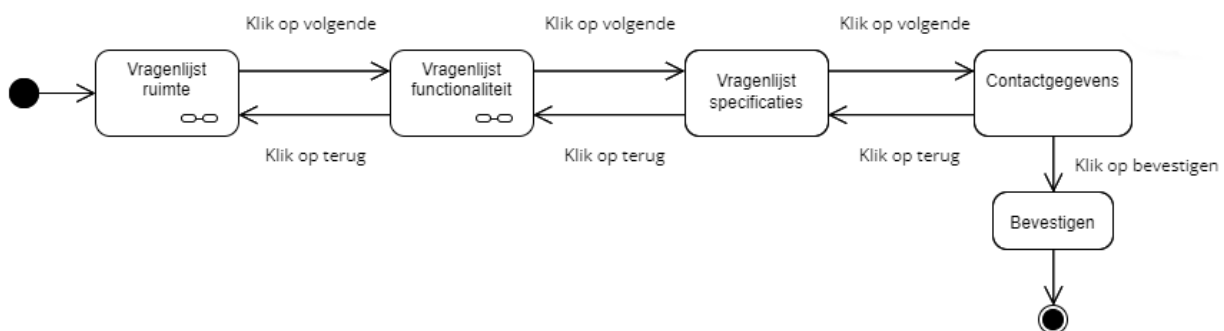 Klik op volgende
Klik op volgende
Klik op volgende
Vragenlijst
ruimte
Vragenlijst
functionaliteit
Vragenlijst
specificaties
Contactgegevens
Klik op terug
Klik op terug
Klik op terug
Klik op bevestigen
Bevestigen